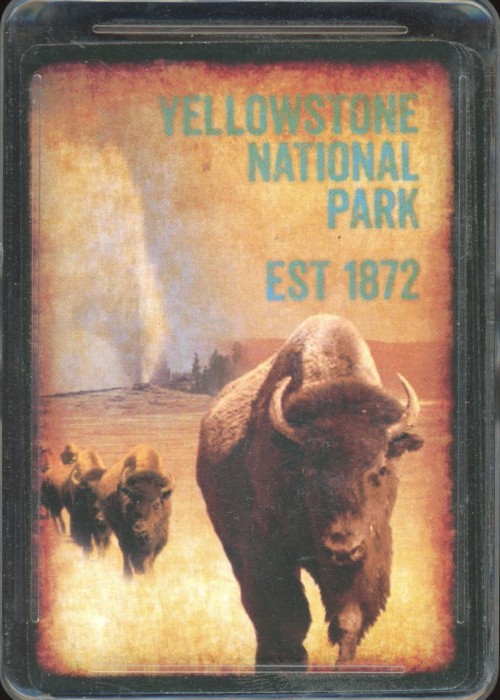 YELLOWSTONE
NATIONAL
PARK
EST 1872